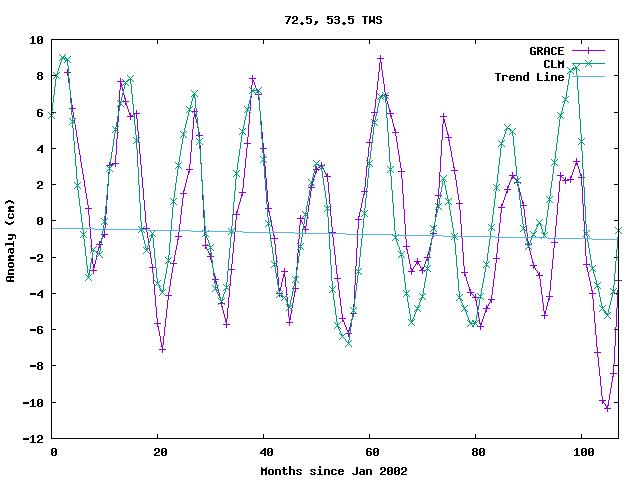 72.5, 53.5 TWS
GRACE
CLM
Trend Line
10
8
6
4
2
0
-2
-4
-6
-8
-10
-12
Anomaly (cm)
0 20 40 60 80 100
Months since Jan 2002